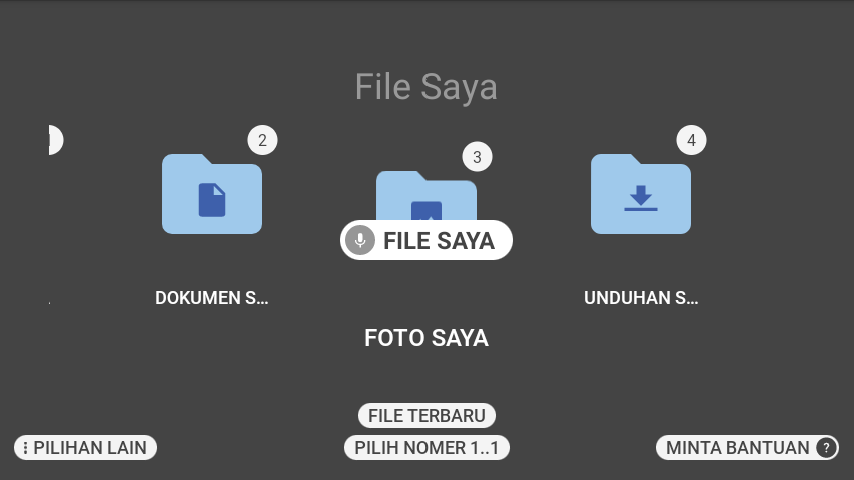 File Saya
2
3
4
FILE SAYA
DOKUMEN S...
UNDUHAN S...
FOTO SAYA
FILE TERBARU
PILIHAN LAIN
PILIH NOMER 1..1
MINTA BANTUAN ?